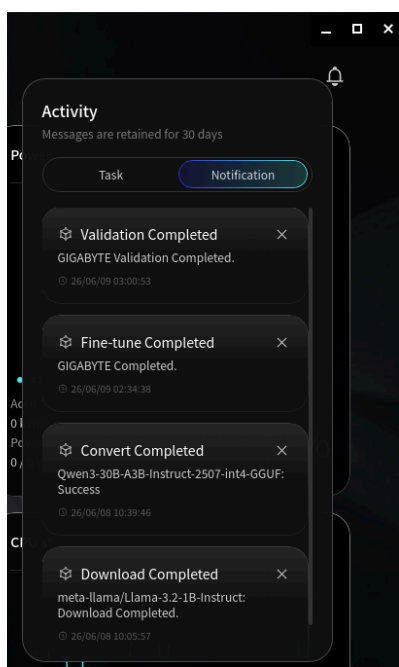 Activity
Messages are retained for 30 days
Task
Notification
Validation Completed
GIGABYTE Validation Completed.
26/06/09 03:00:53
Fine-tune Completed
GIGABYTE Completed.
26/06/09 02:34:38
Convert Completed
Qwen3-30B-A3B-Instruct-2507-int4-GGUF:
Success
26/06/08 10:39:46
Download Completed
meta-llama/Llama-3.2-1B-Instruct:
Download Completed.
26/06/08 10:05:57